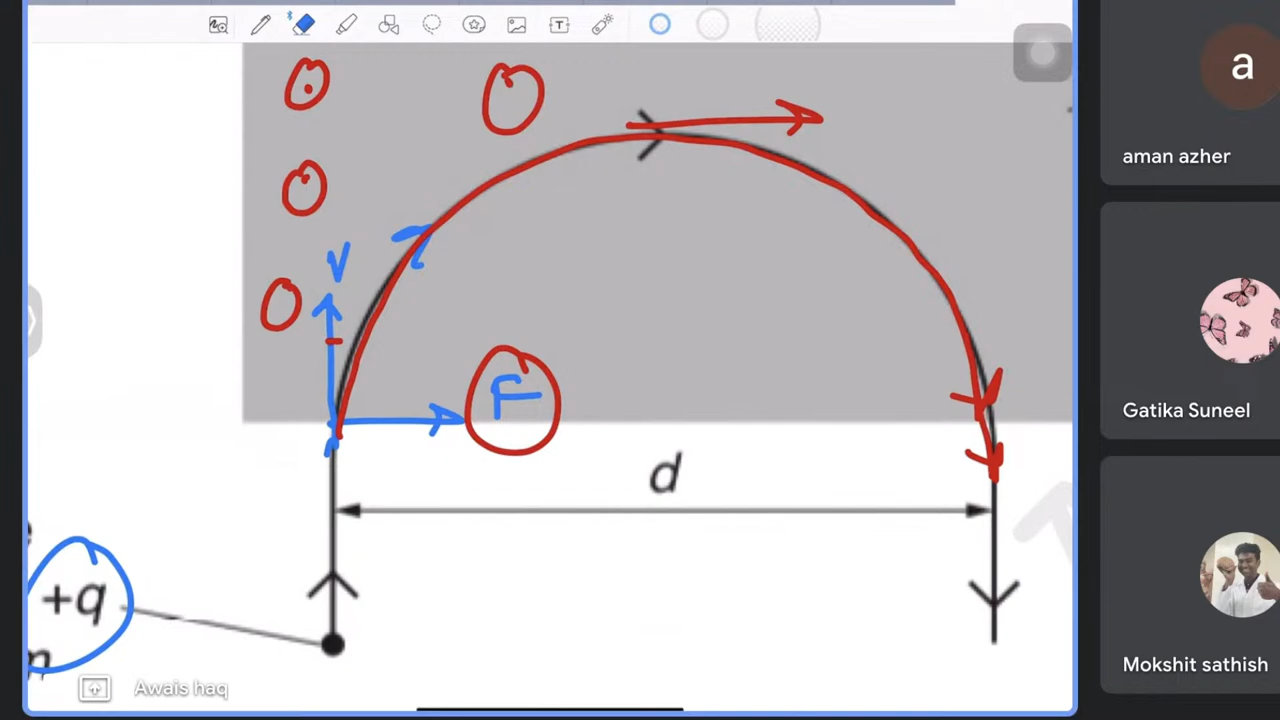 a
aman azher
V
F
Gatika Suneel
d
+q
Mokshit sathish
Awais haq